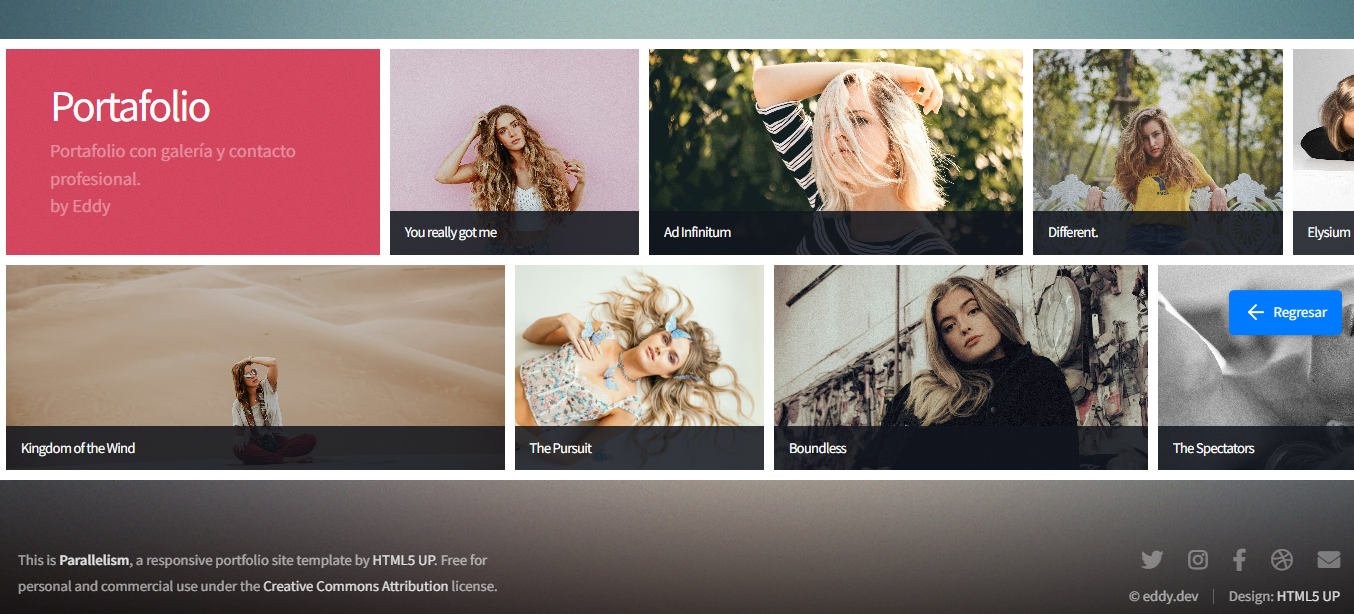 Portafolio
Portafolio con galería y contacto
profesional.
by Eddy
You really got me
Ad Infinitum
Different.
Elysium
Kingdom of the Wind
The Pursuit
Boundless
The Spectators
Regresar
This is Parallelism, a responsive portfolio site template by HTML5 UP. Free for
personal and commercial use under the Creative Commons Attribution license.
© eddy.dev | Design: HTML5 UP